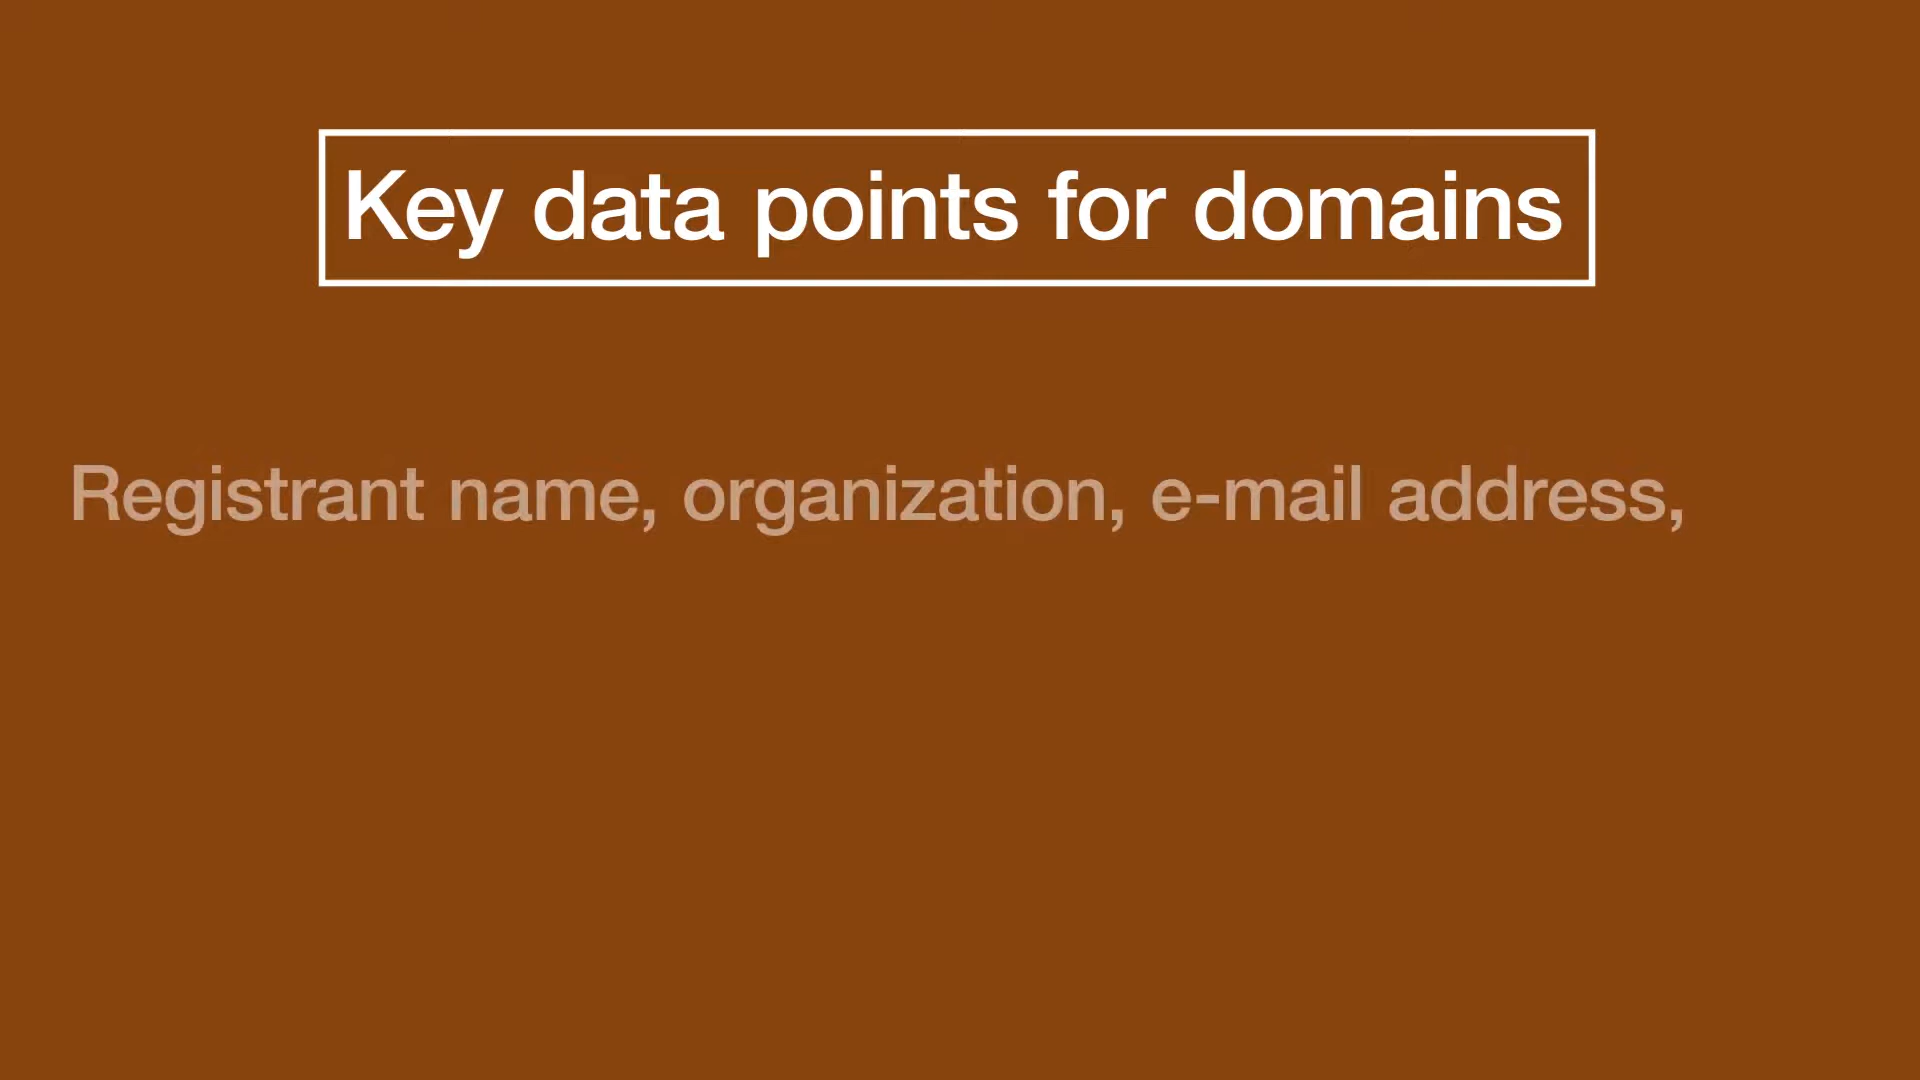 Key data points for domains
Registrant name, organization, e-mail address,